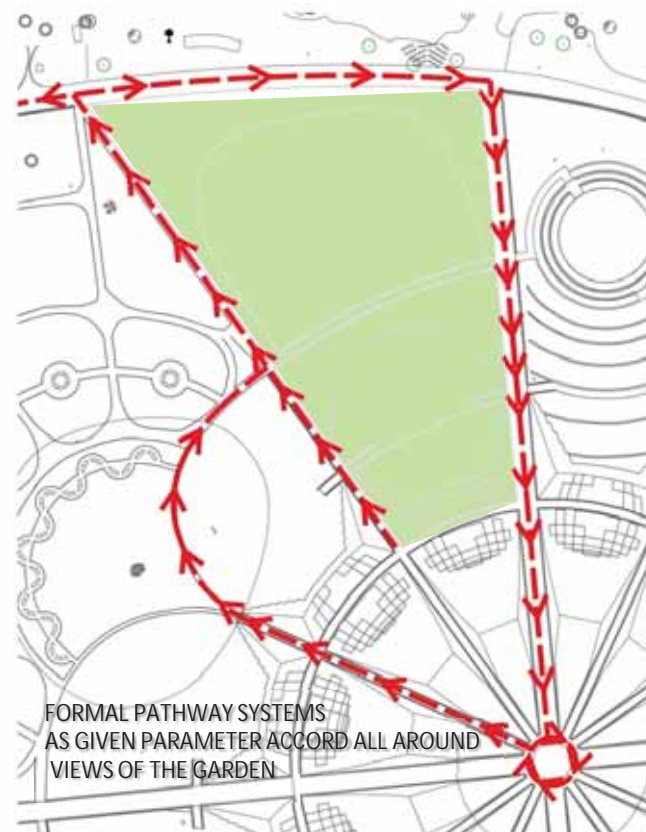 FORMAL PATHWAY SYSTEMS
AS GIVEN PARAMETER ACCORD ALL AROUND
VIEWS OF THE GARDEN